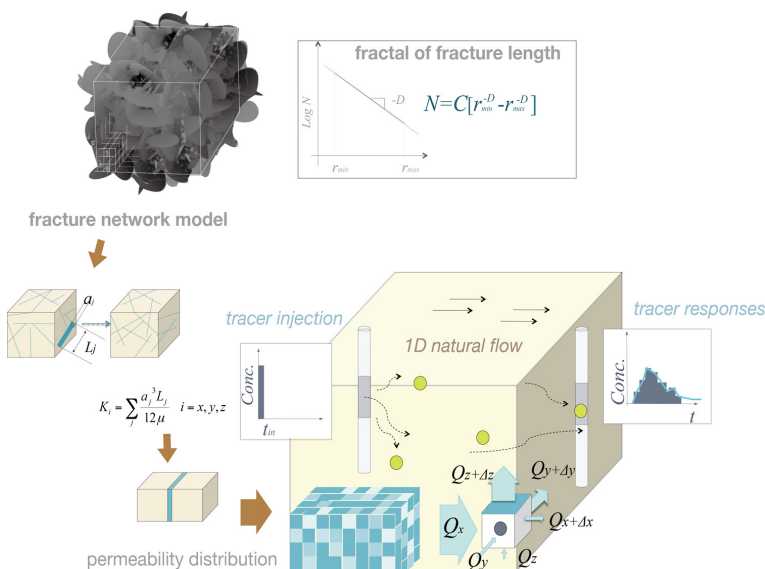 fractal of fracture length
Log N
-D
N=C[r_min^-D - r_max^-D]
r_min
r_max
fracture network model
a_j
L_j
K_i = ∑_j a_j^3 L_j / 12μ   i = x, y, z
permeability distribution
tracer injection
Conc.
t_in
1D natural flow
tracer responses
Conc.
t
Q_z+Δz
Q_y+Δy
Q_x
Q_x+Δx
Q_y
Q_z